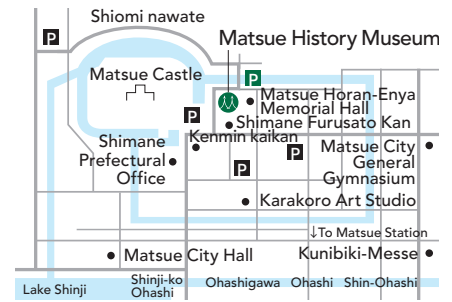 Shiomi nawate
P
Matsue History Museum
Matsue Castle
P
Matsue Horan-Enya
Memorial Hall
P
Shimane Furusato Kan
Kenmin kaikan
Shimane
Prefectural
Office
P
P
Matsue City
General
Gymnasium
Karakoro Art Studio
↓To Matsue Station
Matsue City Hall
Kunibiki-Messe
Lake Shinji
Shinji-ko
Ohashi
Ohashigawa
Ohashi
Shin-Ohashi